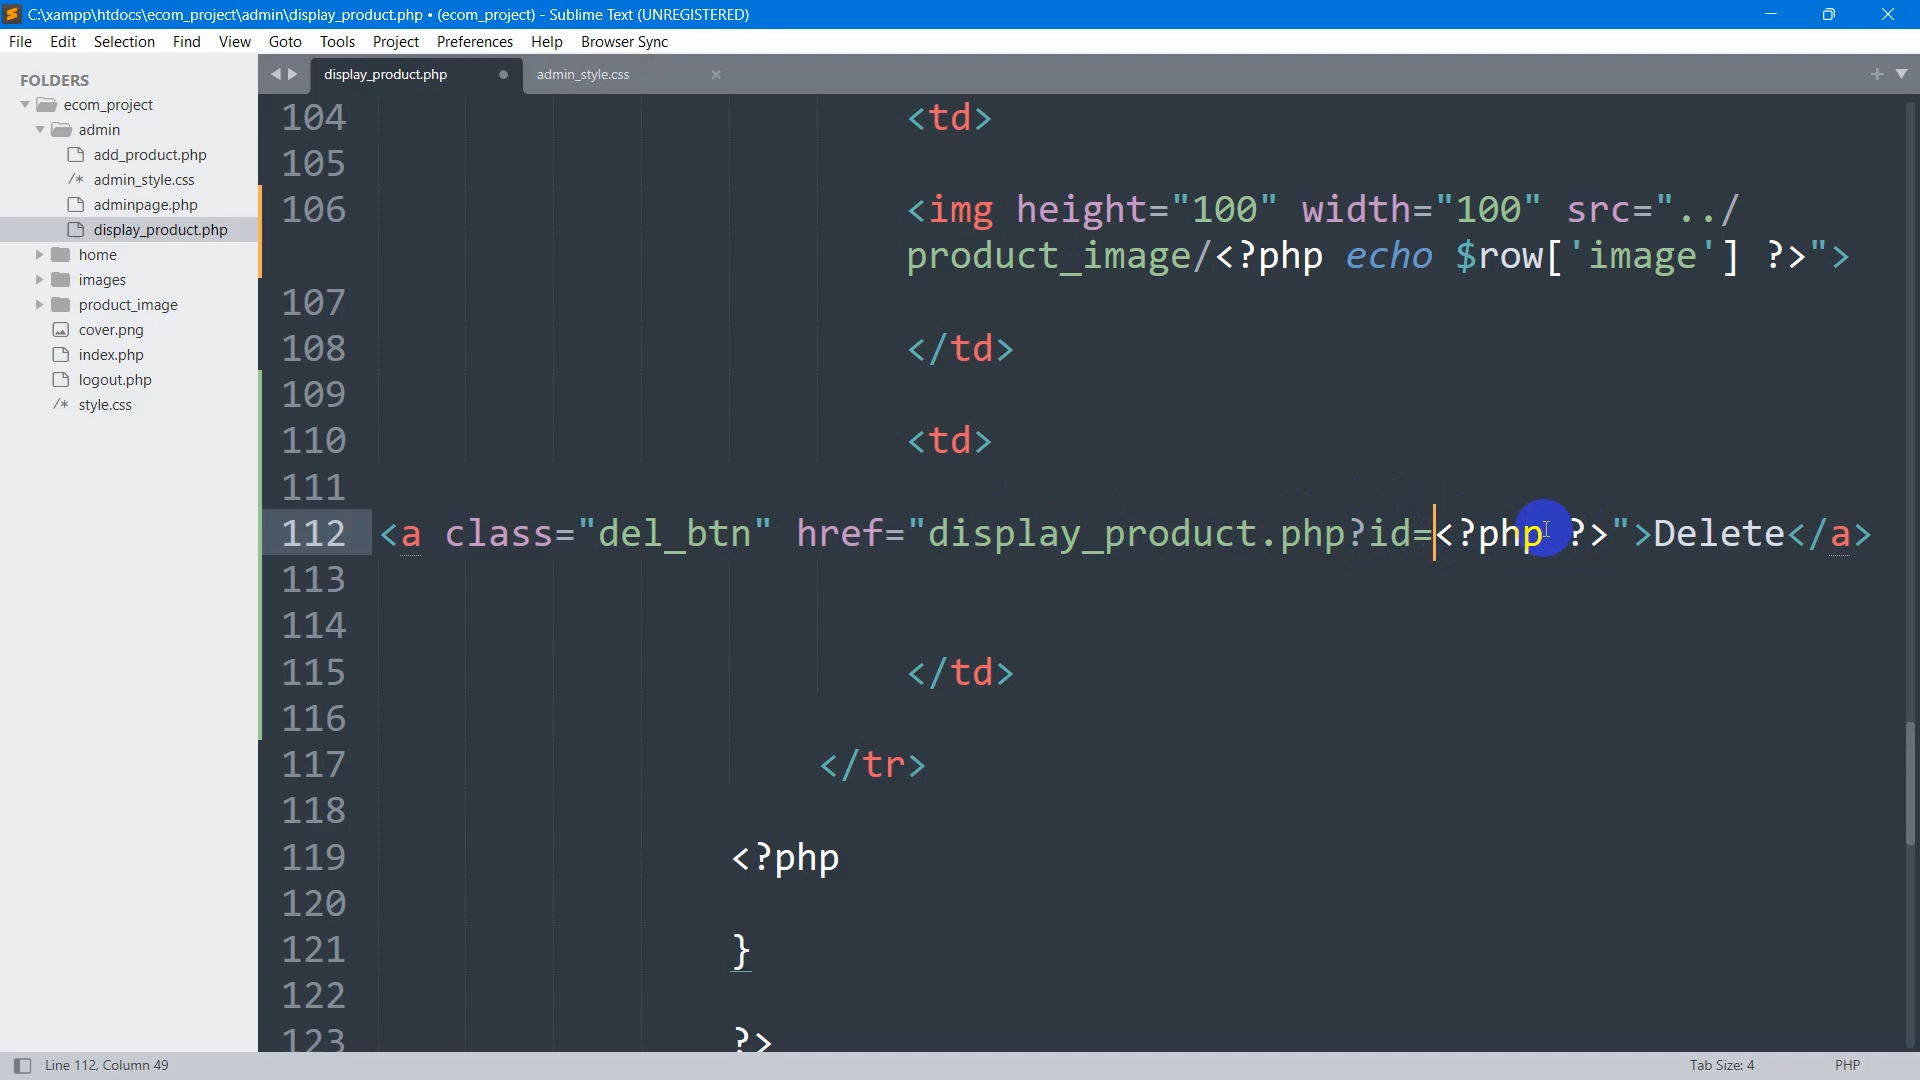 C:\xampp\htdocs\ecom_project\admin\display_product.php • (ecom_project) - Sublime Text (UNREGISTERED)
File Edit Selection Find View Goto Tools Project Preferences Help Browser Sync
FOLDERS
ecom_project
admin
add_product.php
/* admin_style.css
adminpage.php
display_product.php
home
images
product_image
cover.png
index.php
logout.php
/* style.css
display_product.php
admin_style.css
104 <td>
105
106 <img height="100" width="100" src="../
product_image/<?php echo $row['image'] ?>">
107
108 </td>
109
110 <td>
111
112 <a class="del_btn" href="display_product.php?id=<?php ?>">Delete</a>
113
114
115 </td>
116
117 </tr>
118
119 <?php
120
121 }
122
123 ?>
Line 112, Column 49
Tab Size: 4
PHP